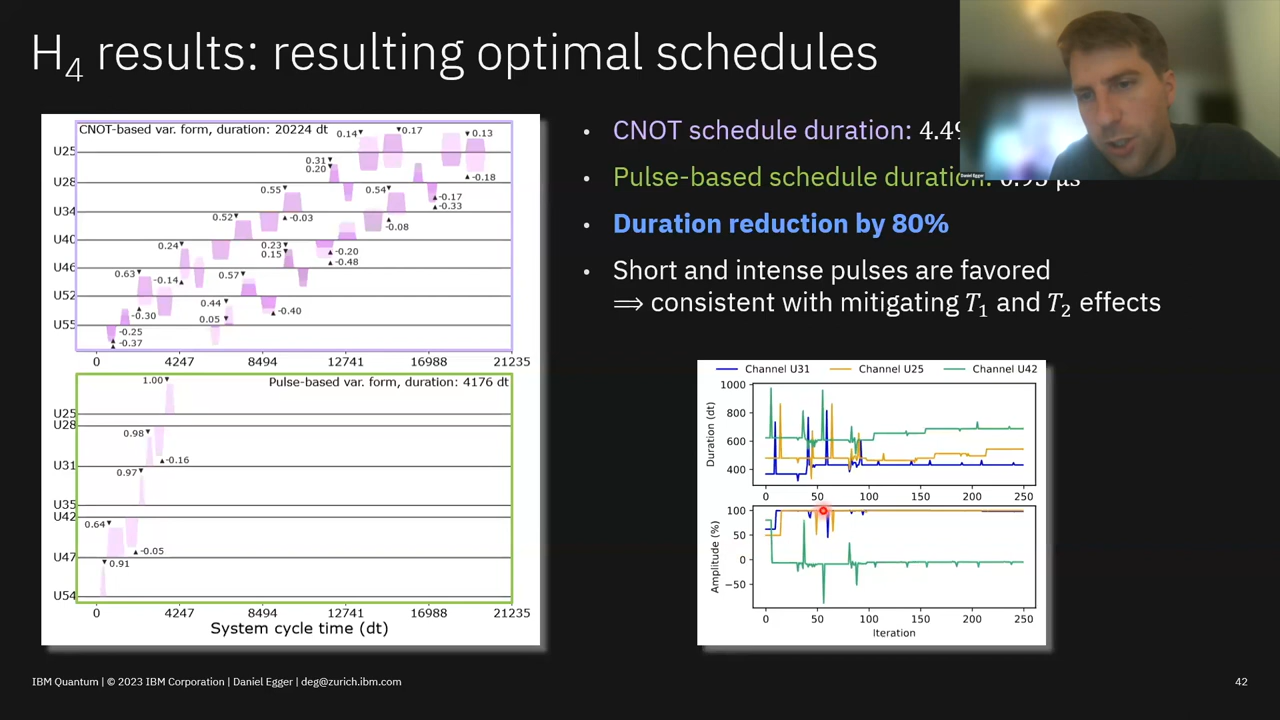 H4 results: resulting optimal schedules
CNOT-based var. form, duration: 20224 dt
U25
U28
U34
U40
U46
U52
U55
0.14
0.17
0.13
0.31
0.20
-0.18
0.55
0.54
-0.17
-0.33
0.52
-0.03
-0.08
0.24
0.23
0.15
-0.20
-0.48
0.63
-0.14
0.57
0.44
-0.40
-0.30
0.05
-0.25
-0.37
0 4247 8494 12741 16988 21235
Pulse-based var. form, duration: 4176 dt
1.00
U25
U28
0.98
U31
-0.16
0.97
U35
U42
0.64
-0.05
U47
0.91
U54
0 4247 8494 12741 16988 21235
System cycle time (dt)
• CNOT schedule duration: 4.49
• Pulse-based schedule duration: 0.93 μs
• Duration reduction by 80%
• Short and intense pulses are favored
⟹ consistent with mitigating T1 and T2 effects
Daniel Egger
Channel U31 Channel U25 Channel U42
Duration (dt)
1000
800
600
400
0 50 100 150 200 250
Amplitude (%)
100
50
0
−50
0 50 100 150 200 250
Iteration
IBM Quantum | © 2023 IBM Corporation | Daniel Egger | deg@zurich.ibm.com
42